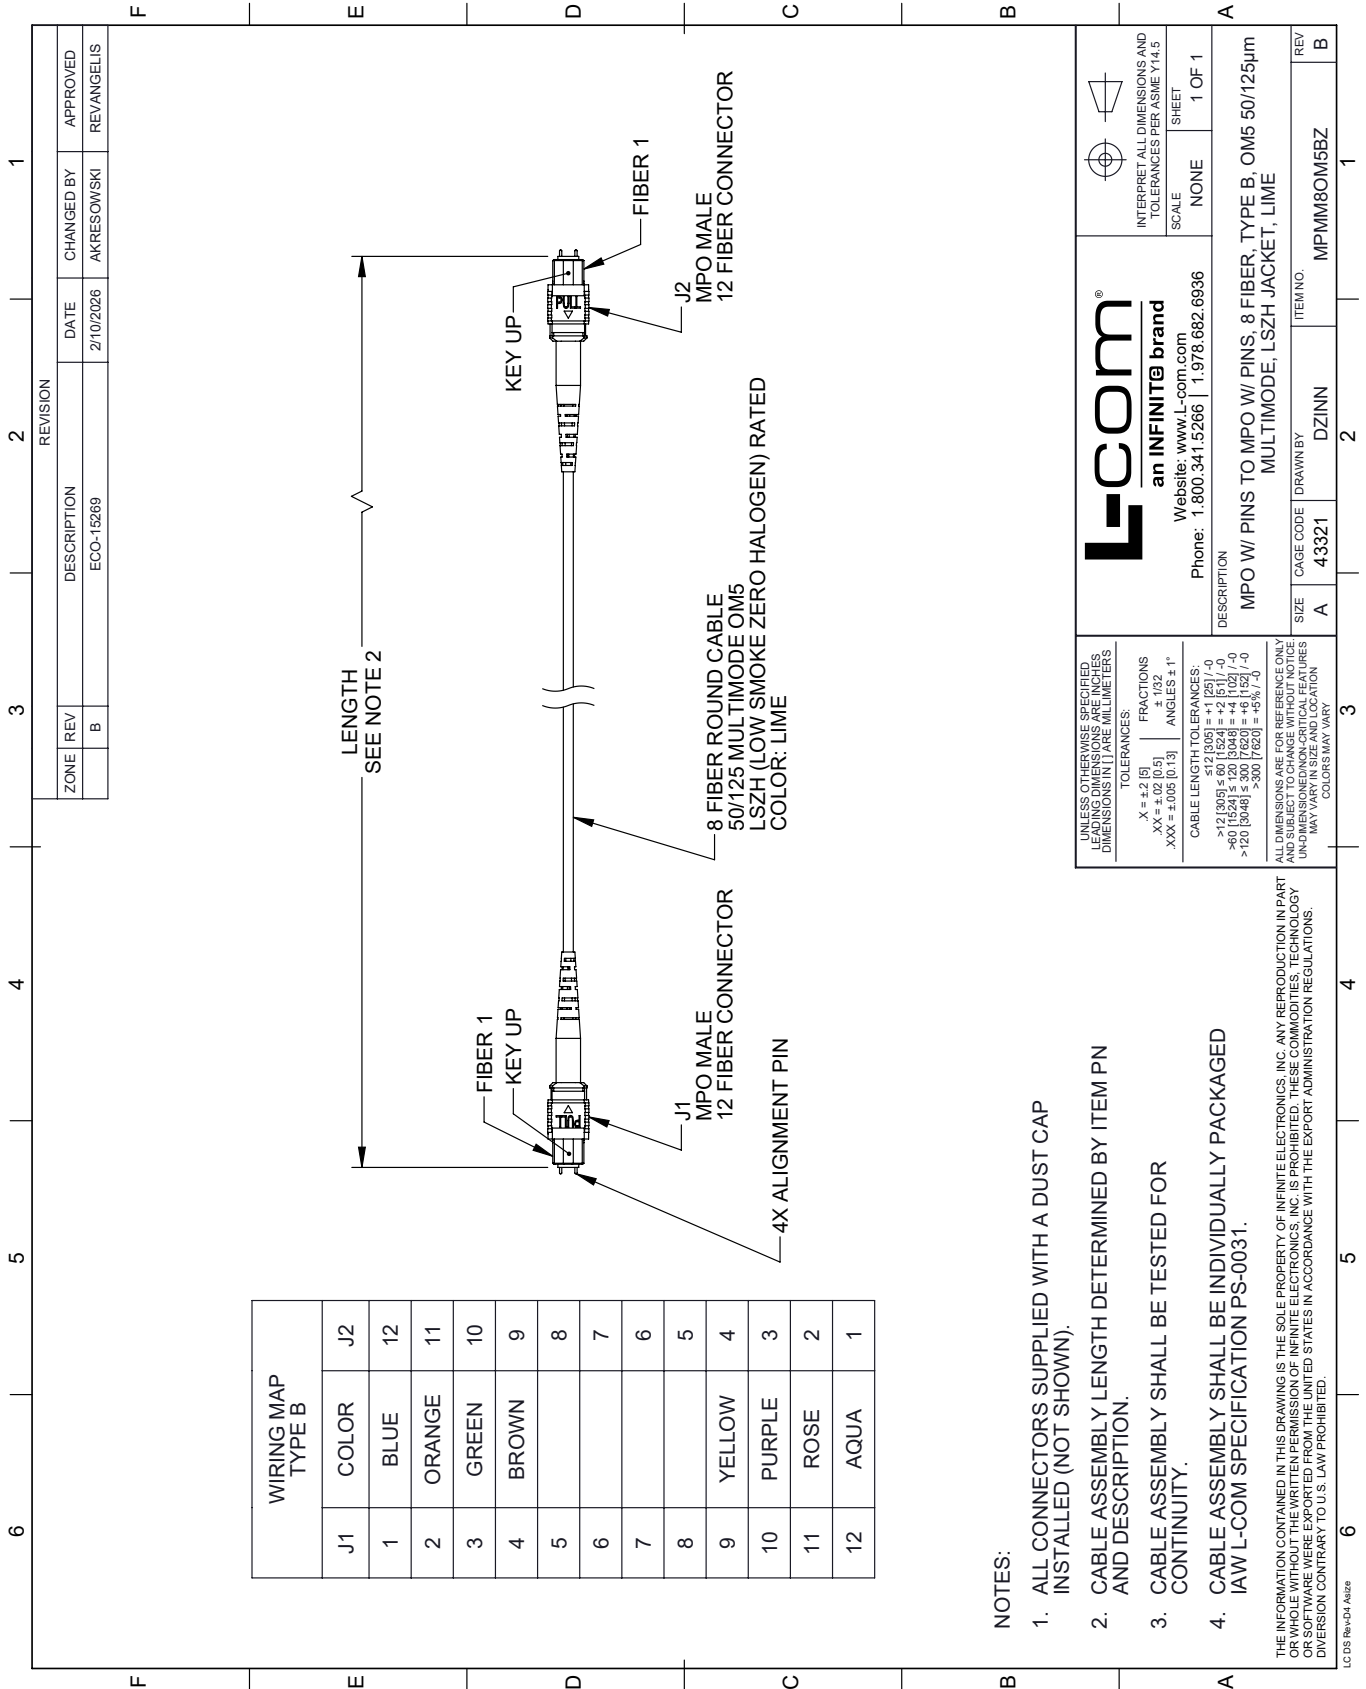 6
5
4
3
2
1
F
E
D
C
B
A
REVISION
ZONE REV DESCRIPTION DATE CHANGED BY APPROVED
B ECO-15269 2/10/2026 AKRESOWSKI REVANGELIS
LENGTH
SEE NOTE 2
WIRING MAP
TYPE B
J1 COLOR J2
1 BLUE 12
2 ORANGE 11
3 GREEN 10
4 BROWN 9
5 8
6 7
7 6
8 5
9 YELLOW 4
10 PURPLE 3
11 ROSE 2
12 AQUA 1
FIBER 1
KEY UP
PULL
J1
MPO MALE
12 FIBER CONNECTOR
4X ALIGNMENT PIN
8 FIBER ROUND CABLE
50/125 MULTIMODE OM5
LSZH (LOW SMOKE ZERO HALOGEN) RATED
COLOR: LIME
KEY UP
PULL
FIBER 1
J2
MPO MALE
12 FIBER CONNECTOR
NOTES:
1. ALL CONNECTORS SUPPLIED WITH A DUST CAP
INSTALLED (NOT SHOWN).
2. CABLE ASSEMBLY LENGTH DETERMINED BY ITEM PN
AND DESCRIPTION.
3. CABLE ASSEMBLY SHALL BE TESTED FOR
CONTINUITY.
4. CABLE ASSEMBLY SHALL BE INDIVIDUALLY PACKAGED
IAW L-COM SPECIFICATION PS-0031.
THE INFORMATION CONTAINED IN THIS DRAWING IS THE SOLE PROPERTY OF INFINITE ELECTRONICS, INC. ANY REPRODUCTION IN PART
OR WHOLE WITHOUT THE WRITTEN PERMISSION OF INFINITE ELECTRONICS, INC. IS PROHIBITED. THESE COMMODITIES, TECHNOLOGY
OR SOFTWARE WERE EXPORTED FROM THE UNITED STATES IN ACCORDANCE WITH THE EXPORT ADMINISTRATION REGULATIONS.
DIVERSION CONTRARY TO U.S. LAW PROHIBITED.
UNLESS OTHERWISE SPECIFIED
LEADING DIMENSIONS ARE INCHES
DIMENSIONS IN [ ] ARE MILLIMETERS
TOLERANCES:
.X = ±.2 [5] FRACTIONS
.XX = ±.02 [0.5] ± 1/32
.XXX = ±.005 [0.13] ANGLES ± 1°
CABLE LENGTH TOLERANCES:
≤12 [305] = +1 [25] / -0
>12 [305] ≤ 60 [1524] = +2 [51] / -0
>60 [1524] ≤ 120 [3048] = +4 [102] / -0
>120 [3048] ≤ 300 [7620] = +6 [152] / -0
>300 [7620] = +5% / -0
ALL DIMENSIONS ARE FOR REFERENCE ONLY
AND SUBJECT TO CHANGE WITHOUT NOTICE.
UN-DIMENSIONED/NON-CRITICAL FEATURES
MAY VARY IN SIZE AND LOCATION
COLORS MAY VARY
L-com®
an INFINITe brand
Website: www.L-com.com
Phone: 1.800.341.5266 | 1.978.682.6936
INTERPRET ALL DIMENSIONS AND
TOLERANCES PER ASME Y14.5
SCALE SHEET
NONE 1 OF 1
DESCRIPTION
MPO W/ PINS TO MPO W/ PINS, 8 FIBER, TYPE B, OM5 50/125µm
MULTIMODE, LSZH JACKET, LIME
SIZE CAGE CODE DRAWN BY ITEM NO. REV
A 43321 DZINN MPMM8OM5BZ B
F
E
D
C
B
A
6
5
4
3
2
1
LC DS Rev-D4 Asize